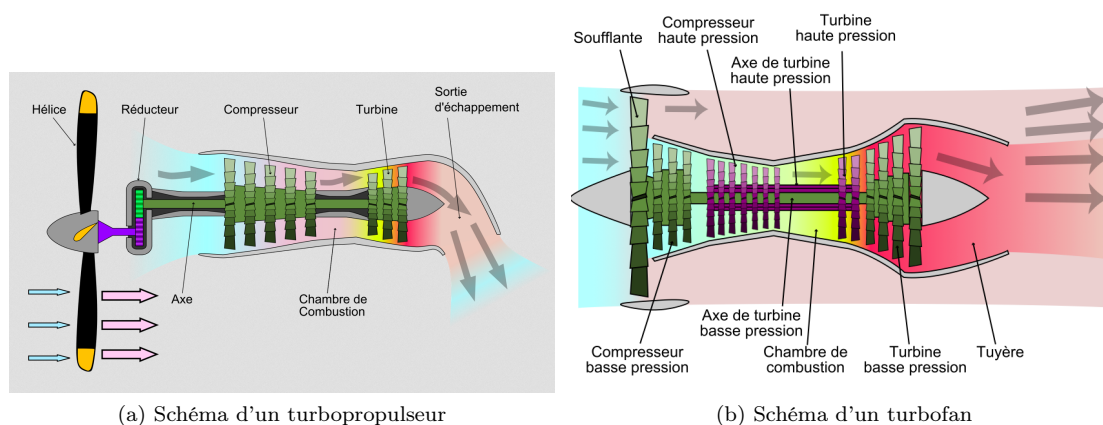 Hélice
Réducteur
Compresseur
Turbine
Sortie
d'échappement
Axe
Chambre de
Combustion
(a) Schéma d'un turbopropulseur
Soufflante
Compresseur
haute pression
Turbine
haute pression
Axe de turbine
haute pression
Axe de turbine
basse pression
Compresseur
basse pression
Chambre de
combustion
Turbine
basse pression
Tuyère
(b) Schéma d'un turbofan